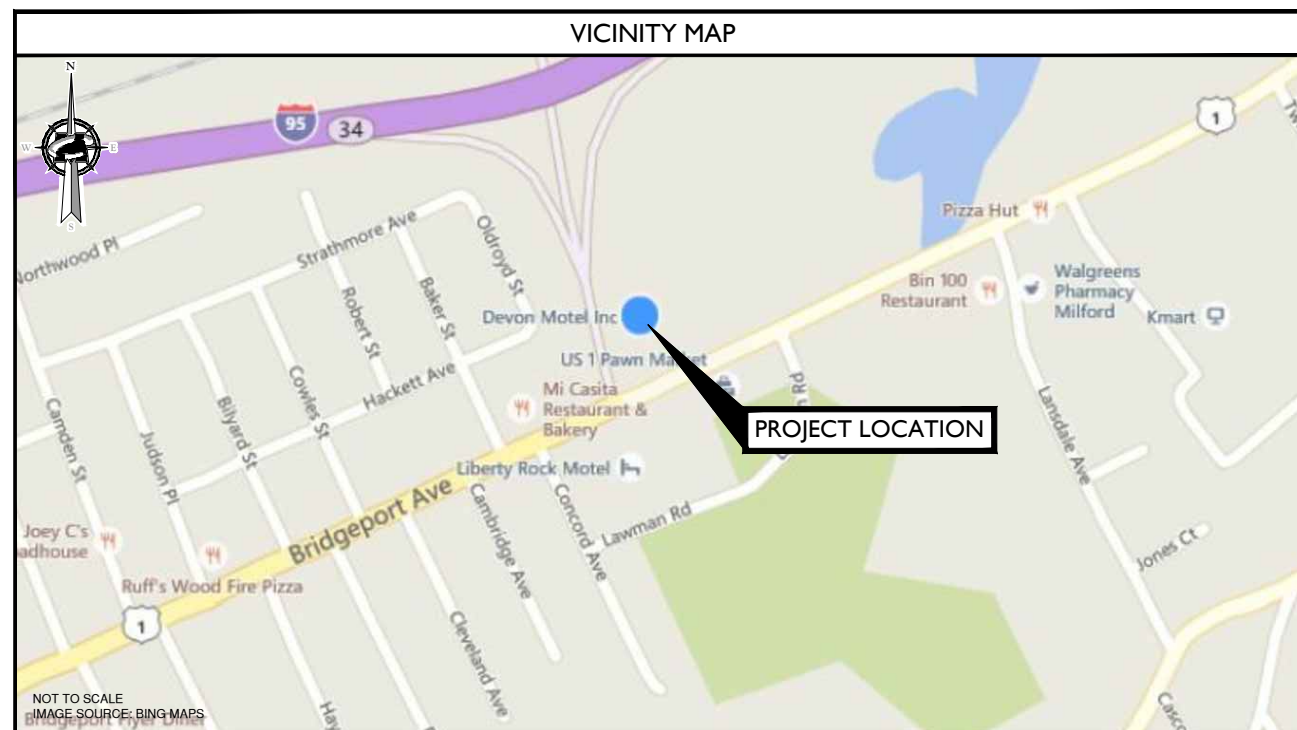 VICINITY MAP
N
W
E
S
95
34
1
Pizza Hut
Northwood Pl
Strathmore Ave
Oldroyd St
Robert St
Baker St
Bin 100
Restaurant
Walgreens
Pharmacy
Milford
Kmart
Devon Motel Inc
US 1 Pawn Market
Hackett Ave
Mi Casita
Restaurant &
Bakery
PROJECT LOCATION
Camden St
Judson Pl
Bilyard St
Cowles St
Liberty Rock Motel
Lansdale Ave
Bridgeport Ave
Cambridge Ave
Concord Ave
Lawman Rd
Joey C's
adhouse
Jones Ct
Ruff's Wood Fire Pizza
1
Cleveland Ave
NOT TO SCALE
IMAGE SOURCE: BING MAPS
Bridgeport Flyer Diner